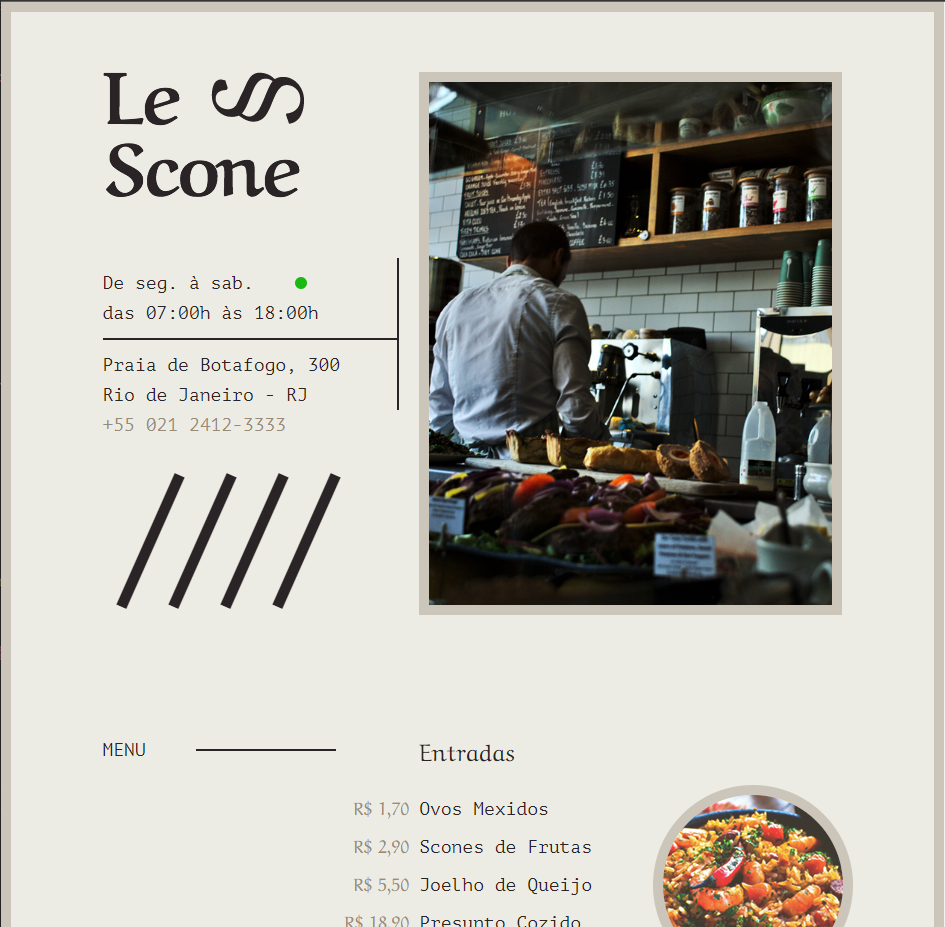 Le
Scone
De seg. à sab.
das 07:00h às 18:00h
Praia de Botafogo, 300
Rio de Janeiro - RJ
+55 021 2412-3333
MENU
Entradas
R$ 1,70 Ovos Mexidos
R$ 2,90 Scones de Frutas
R$ 5,50 Joelho de Queijo
R$ 18,90 Presunto Cozido